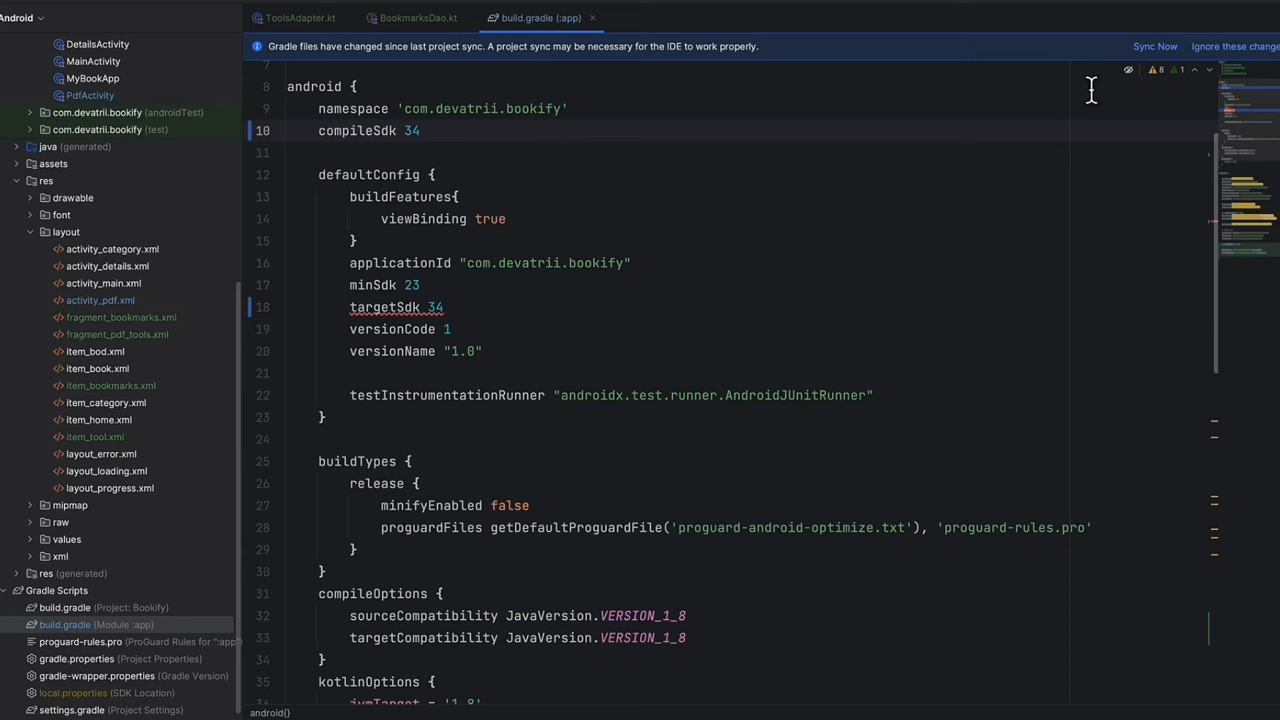 Android
ToolsAdapter.kt
BookmarksDao.kt
build.gradle (:app)
Gradle files have changed since last project sync. A project sync may be necessary for the IDE to work properly.
Sync Now
Ignore these change
8
1
DetailsActivity
MainActivity
MyBookApp
PdfActivity
com.devatrii.bookify (androidTest)
com.devatrii.bookify (test)
java (generated)
assets
res
drawable
font
layout
activity_category.xml
activity_details.xml
activity_main.xml
activity_pdf.xml
fragment_bookmarks.xml
fragment_pdf_tools.xml
item_bod.xml
item_book.xml
item_bookmarks.xml
item_category.xml
item_home.xml
item_tool.xml
layout_error.xml
layout_loading.xml
layout_progress.xml
mipmap
raw
values
xml
res (generated)
Gradle Scripts
build.gradle (Project: Bookify)
build.gradle (Module :app)
proguard-rules.pro (ProGuard Rules for ":app"
gradle.properties (Project Properties)
gradle-wrapper.properties (Gradle Version)
local.properties (SDK Location)
settings.gradle (Project Settings)
7
8 android {
9 namespace 'com.devatrii.bookify'
10 compileSdk 34
11
12 defaultConfig {
13 buildFeatures{
14 viewBinding true
15 }
16 applicationId "com.devatrii.bookify"
17 minSdk 23
18 targetSdk 34
19 versionCode 1
20 versionName "1.0"
21
22 testInstrumentationRunner "androidx.test.runner.AndroidJUnitRunner"
23 }
24
25 buildTypes {
26 release {
27 minifyEnabled false
28 proguardFiles getDefaultProguardFile('proguard-android-optimize.txt'), 'proguard-rules.pro'
29 }
30 }
31 compileOptions {
32 sourceCompatibility JavaVersion.VERSION_1_8
33 targetCompatibility JavaVersion.VERSION_1_8
34 }
35 kotlinOptions {
36 jvmTarget = '1.8'
android{}